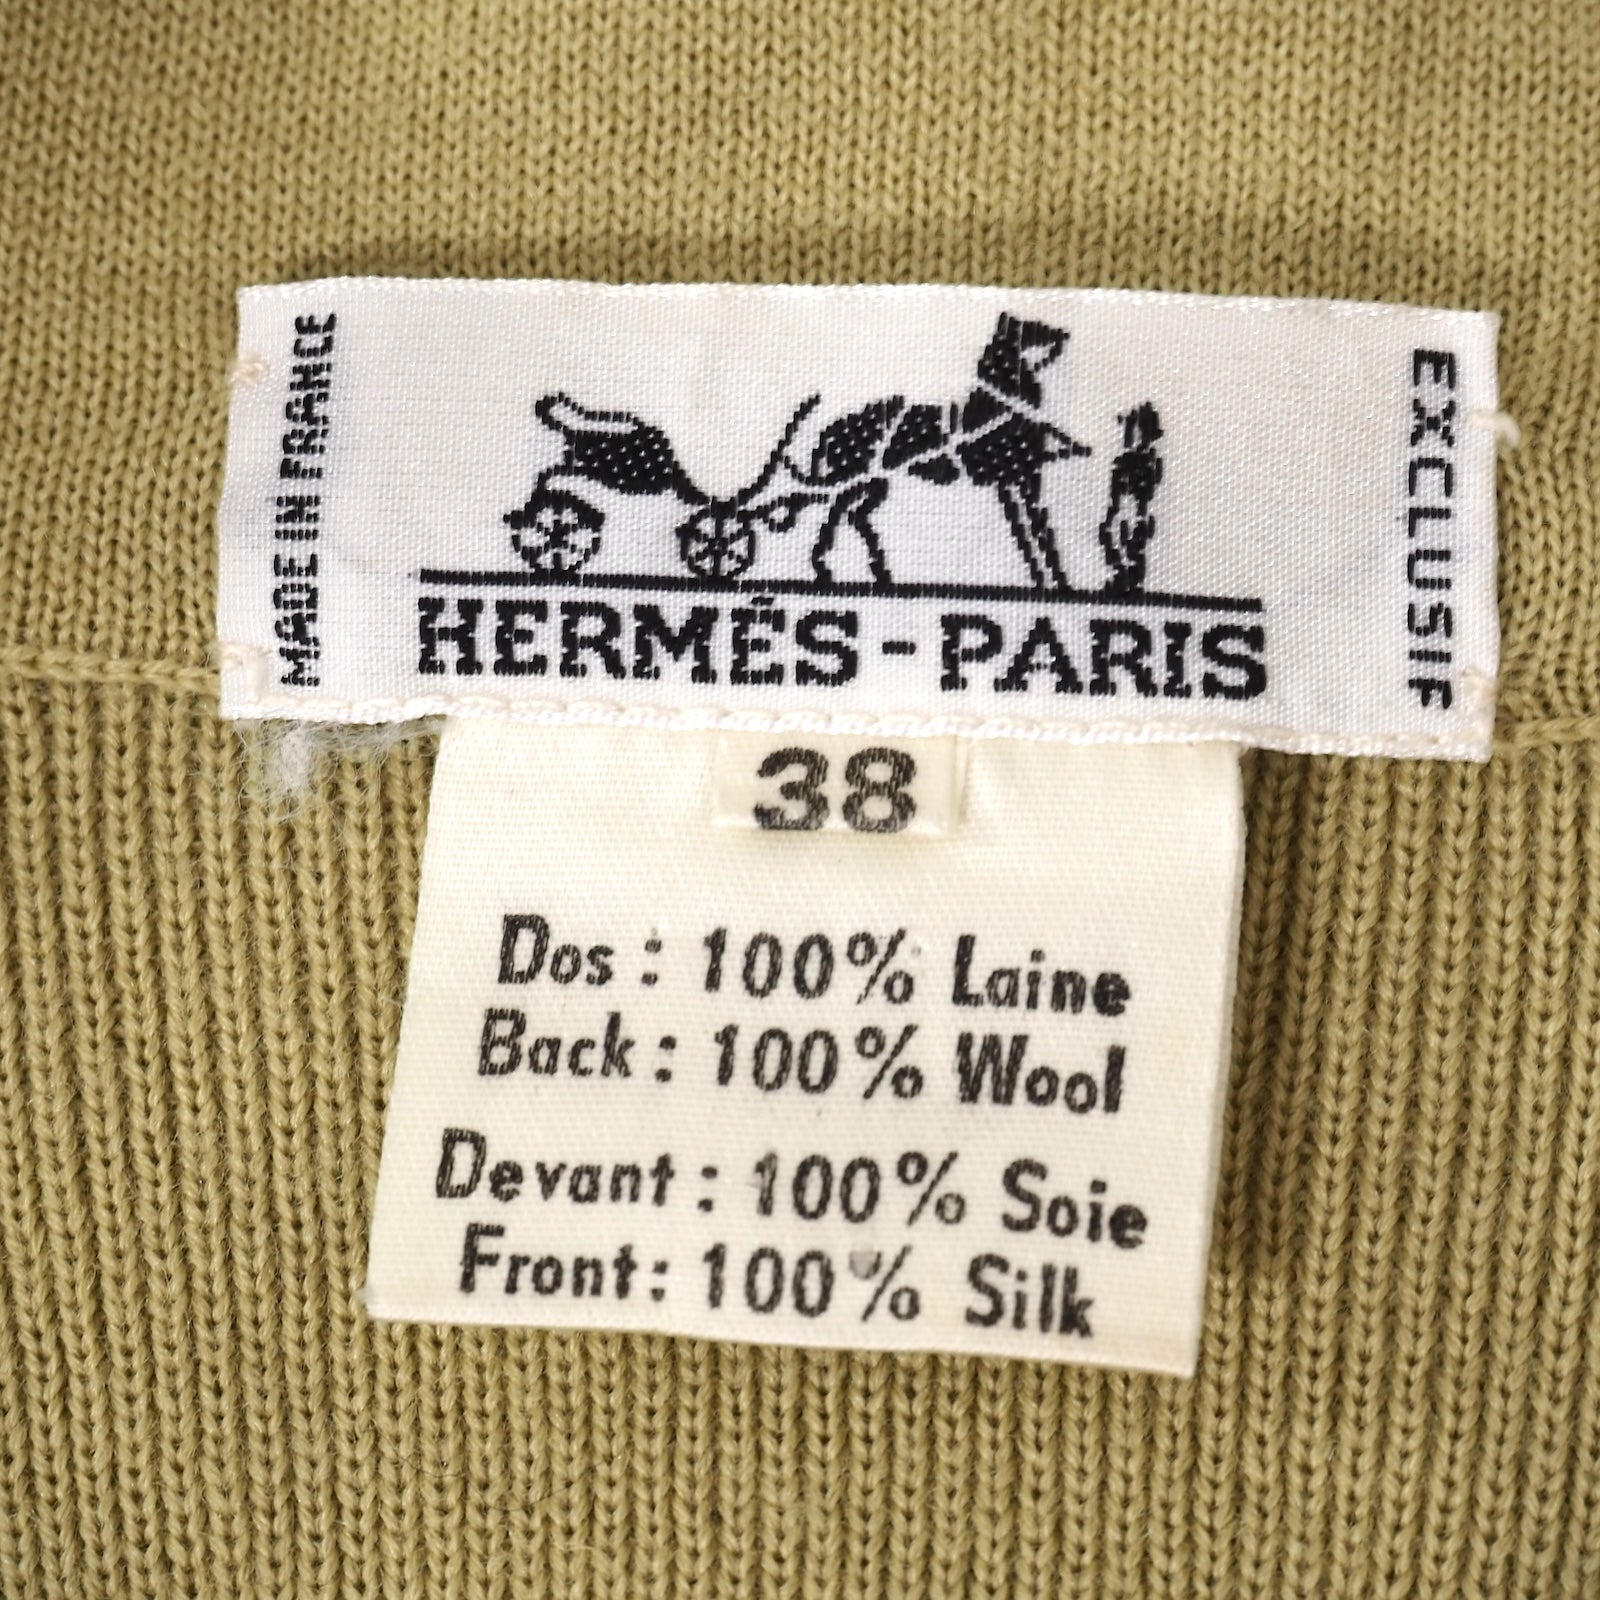 MADE IN FRANCE
HERMÈS-PARIS
EXCLUSIF
38
Dos : 100% Laine
Back : 100% Wool
Devant : 100% Soie
Front : 100% Silk